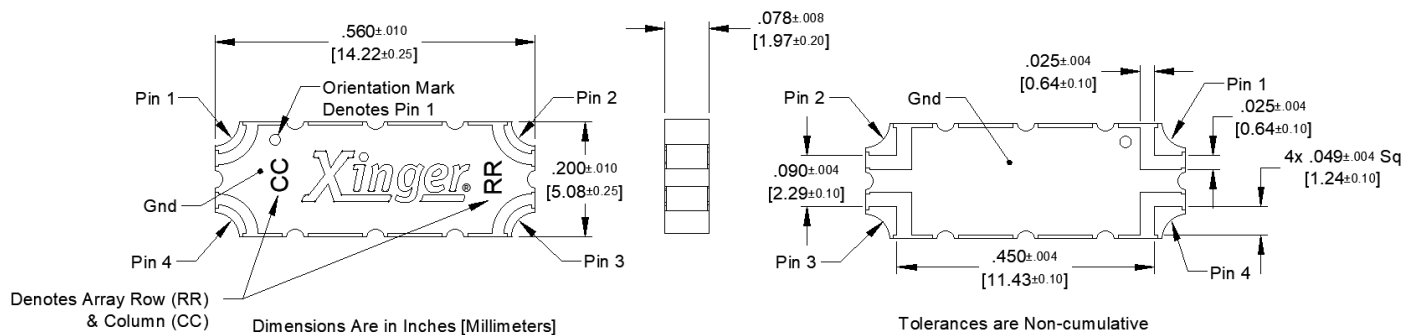 .560±.010
[14.22±0.25]
Pin 1
Orientation Mark
Denotes Pin 1
Pin 2
CC
Xinger®
RR
.200±.010
[5.08±0.25]
Gnd
Pin 4
Pin 3
Denotes Array Row (RR)
& Column (CC)
Dimensions Are in Inches [Millimeters]
.078±.008
[1.97±0.20]
.025±.004
[0.64±0.10]
Pin 2
Gnd
Pin 1
.025±.004
[0.64±0.10]
4x .049±.004 Sq
[1.24±0.10]
.090±.004
[2.29±0.10]
Pin 3
.450±.004
[11.43±0.10]
Pin 4
Tolerances are Non-cumulative